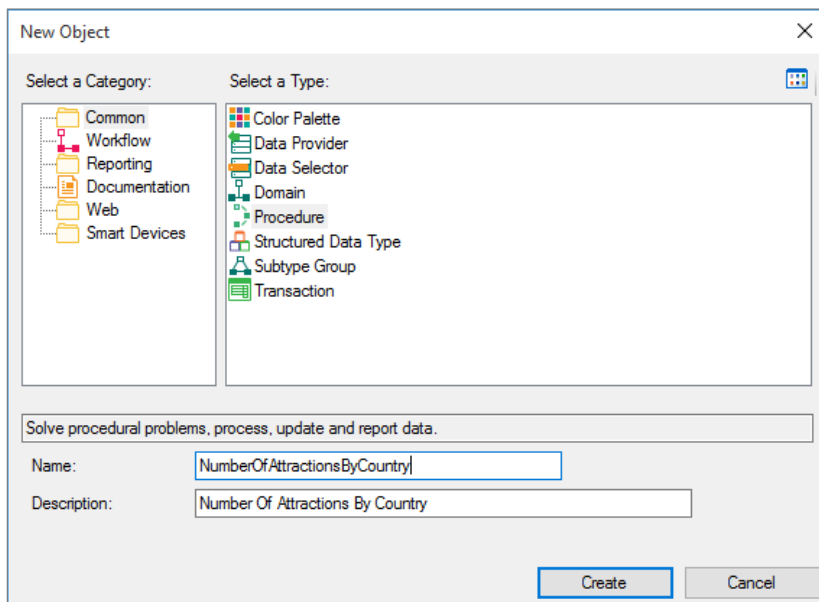 New Object
Select a Category:
Select a Type:
Common
Workflow
Reporting
Documentation
Web
Smart Devices
Color Palette
Data Provider
Data Selector
Domain
Procedure
Structured Data Type
Subtype Group
Transaction
Solve procedural problems, process, update and report data.
Name:
NumberOfAttractionsByCountry
Description:
Number Of Attractions By Country
Create
Cancel